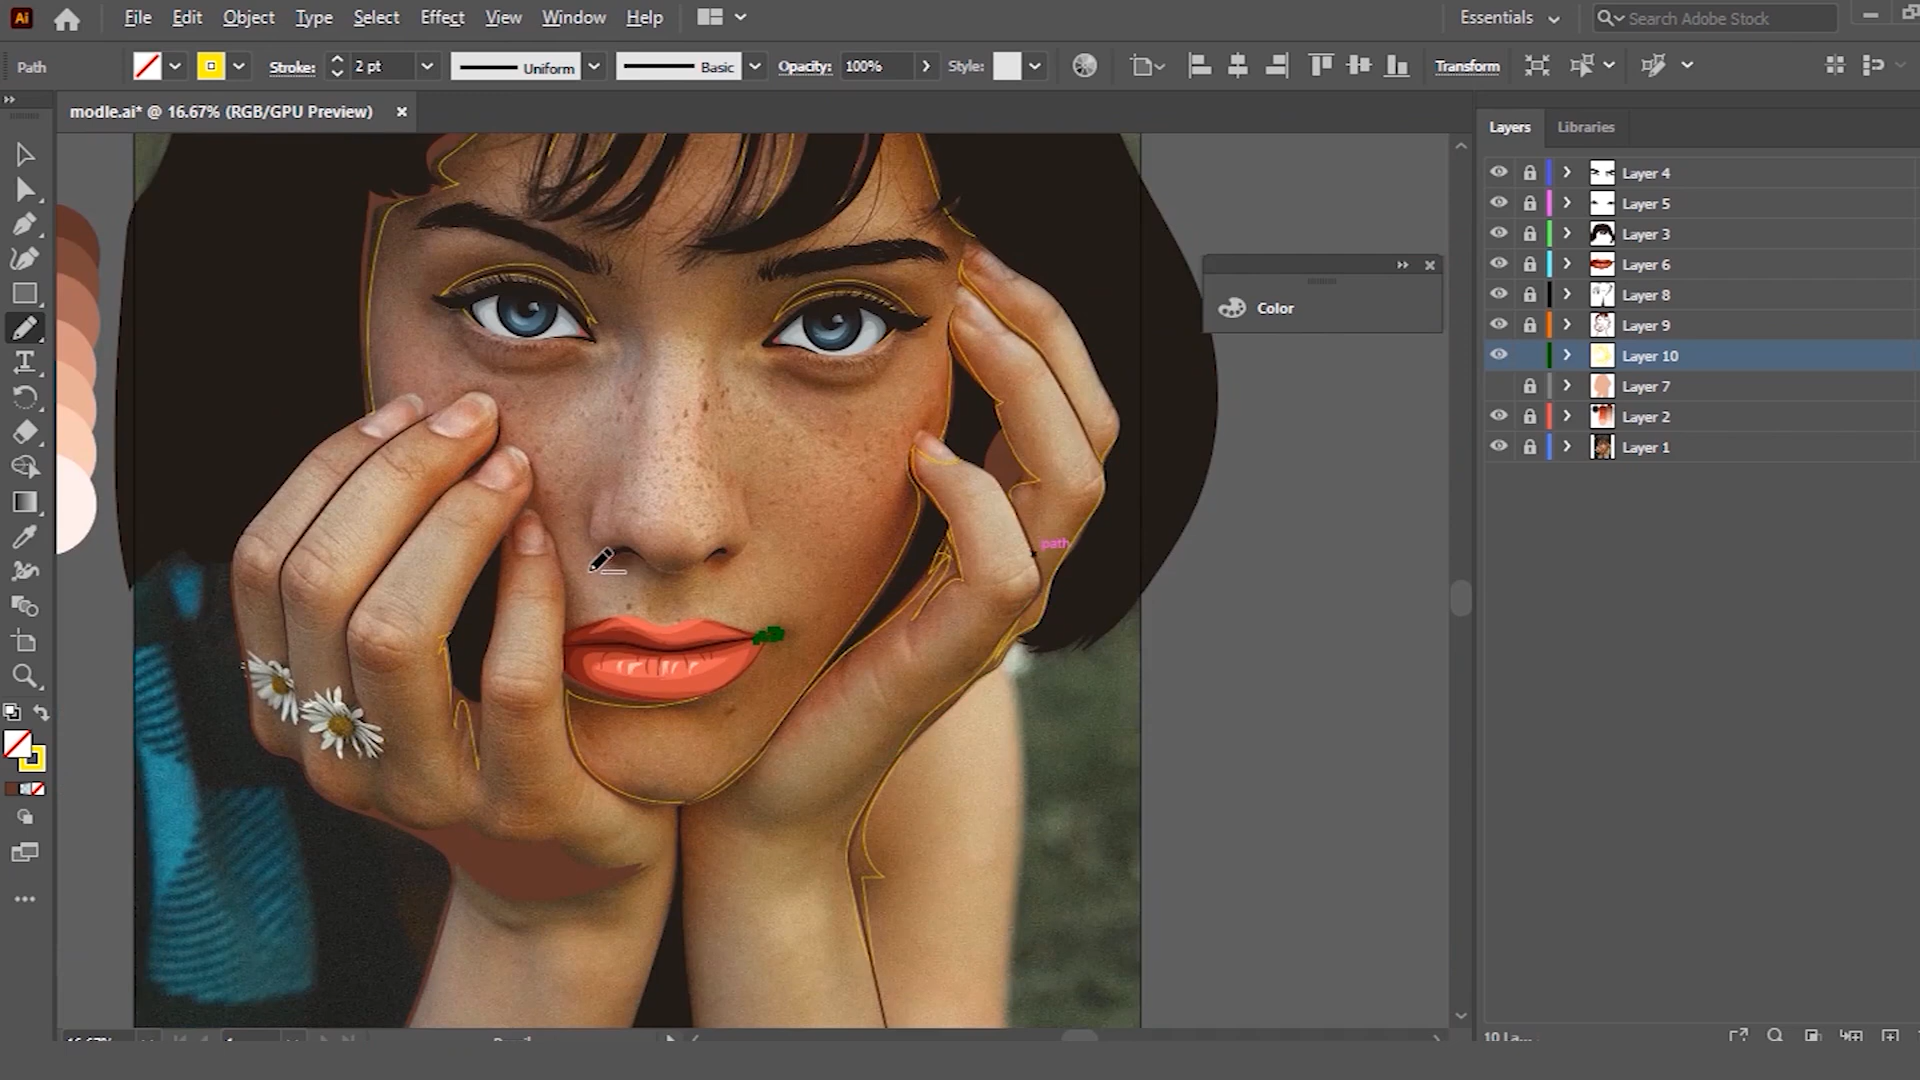 Ai File Edit Object Type Select Effect View Window Help Essentials Search Adobe Stock
Path Stroke: 2 pt Uniform Basic Opacity: 100% Style: Transform
modle.ai* @ 16.67% (RGB/GPU Preview)
Layers Libraries
Layer 4
Layer 5
Layer 3
Layer 6
Layer 8
Layer 9
Layer 10
Layer 7
Layer 2
Layer 1
Color
path